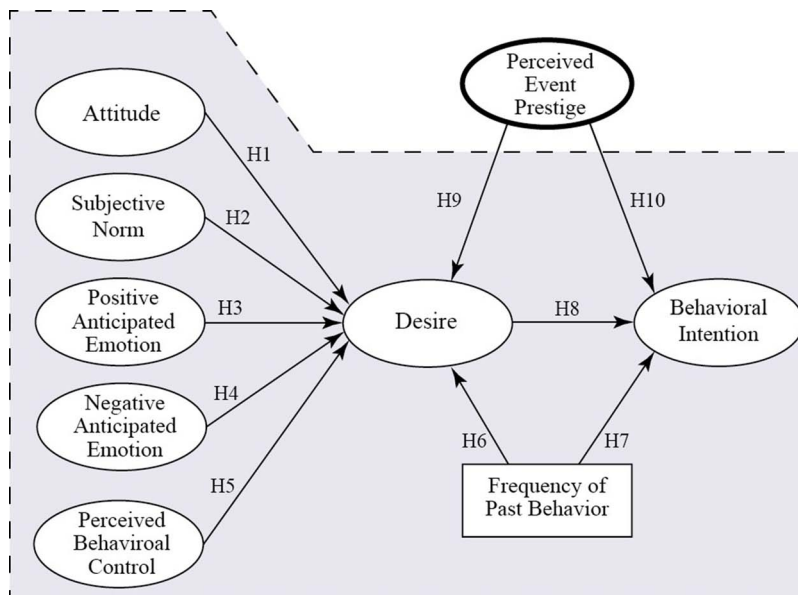 Attitude
Subjective
Norm
Positive
Anticipated
Emotion
Negative
Anticipated
Emotion
Perceived
Behaviroal
Control
H1
H2
H3
H4
H5
Desire
Perceived
Event
Prestige
H9
H10
H8
Behavioral
Intention
H6
H7
Frequency of
Past Behavior